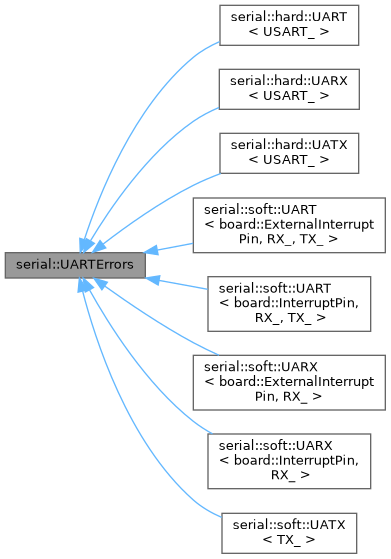 serial::hard::UART
< USART_ >
serial::hard::UARX
< USART_ >
serial::hard::UATX
< USART_ >
serial::soft::UART
< board::ExternalInterrupt
Pin, RX_, TX_ >
serial::UARTErrors
serial::soft::UART
< board::InterruptPin,
RX_, TX_ >
serial::soft::UARX
< board::ExternalInterrupt
Pin, RX_ >
serial::soft::UARX
< board::InterruptPin,
RX_ >
serial::soft::UATX
< TX_ >